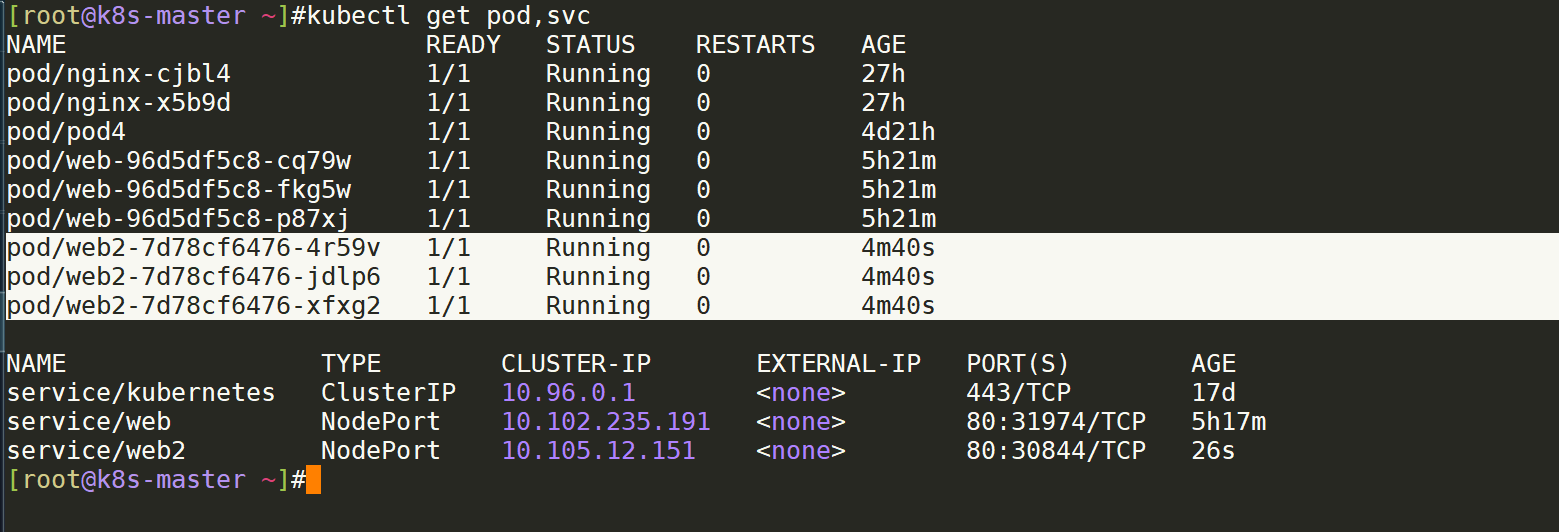 [root@k8s-master ~]#kubectl get pod,svc
NAME READY STATUS RESTARTS AGE
pod/nginx-cjbl4 1/1 Running 0 27h
pod/nginx-x5b9d 1/1 Running 0 27h
pod/pod4 1/1 Running 0 4d21h
pod/web-96d5df5c8-cq79w 1/1 Running 0 5h21m
pod/web-96d5df5c8-fkg5w 1/1 Running 0 5h21m
pod/web-96d5df5c8-p87xj 1/1 Running 0 5h21m
pod/web2-7d78cf6476-4r59v 1/1 Running 0 4m40s
pod/web2-7d78cf6476-jdlp6 1/1 Running 0 4m40s
pod/web2-7d78cf6476-xfxg2 1/1 Running 0 4m40s
NAME TYPE CLUSTER-IP EXTERNAL-IP PORT(S) AGE
service/kubernetes ClusterIP 10.96.0.1 <none> 443/TCP 17d
service/web NodePort 10.102.235.191 <none> 80:31974/TCP 5h17m
service/web2 NodePort 10.105.12.151 <none> 80:30844/TCP 26s
[root@k8s-master ~]#